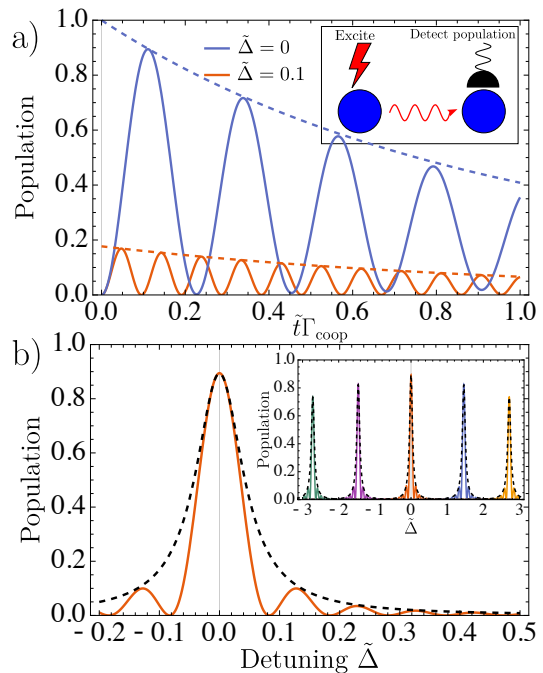 a)
Δ̃ = 0
Δ̃ = 0.1
Excite
Detect population
Population
1.0
0.8
0.6
0.4
0.2
0.0
0.0 0.2 0.4 0.6 0.8 1.0
t̃Γcoop
b)
Population
1.0
0.8
0.6
0.4
0.2
0.0
-0.2 -0.1 0.0 0.1 0.2 0.3 0.4 0.5
Detuning Δ̃
Population
1.0
0.8
0.6
0.4
0.2
0.0
-3 -2 -1 0 1 2 3
Δ̃